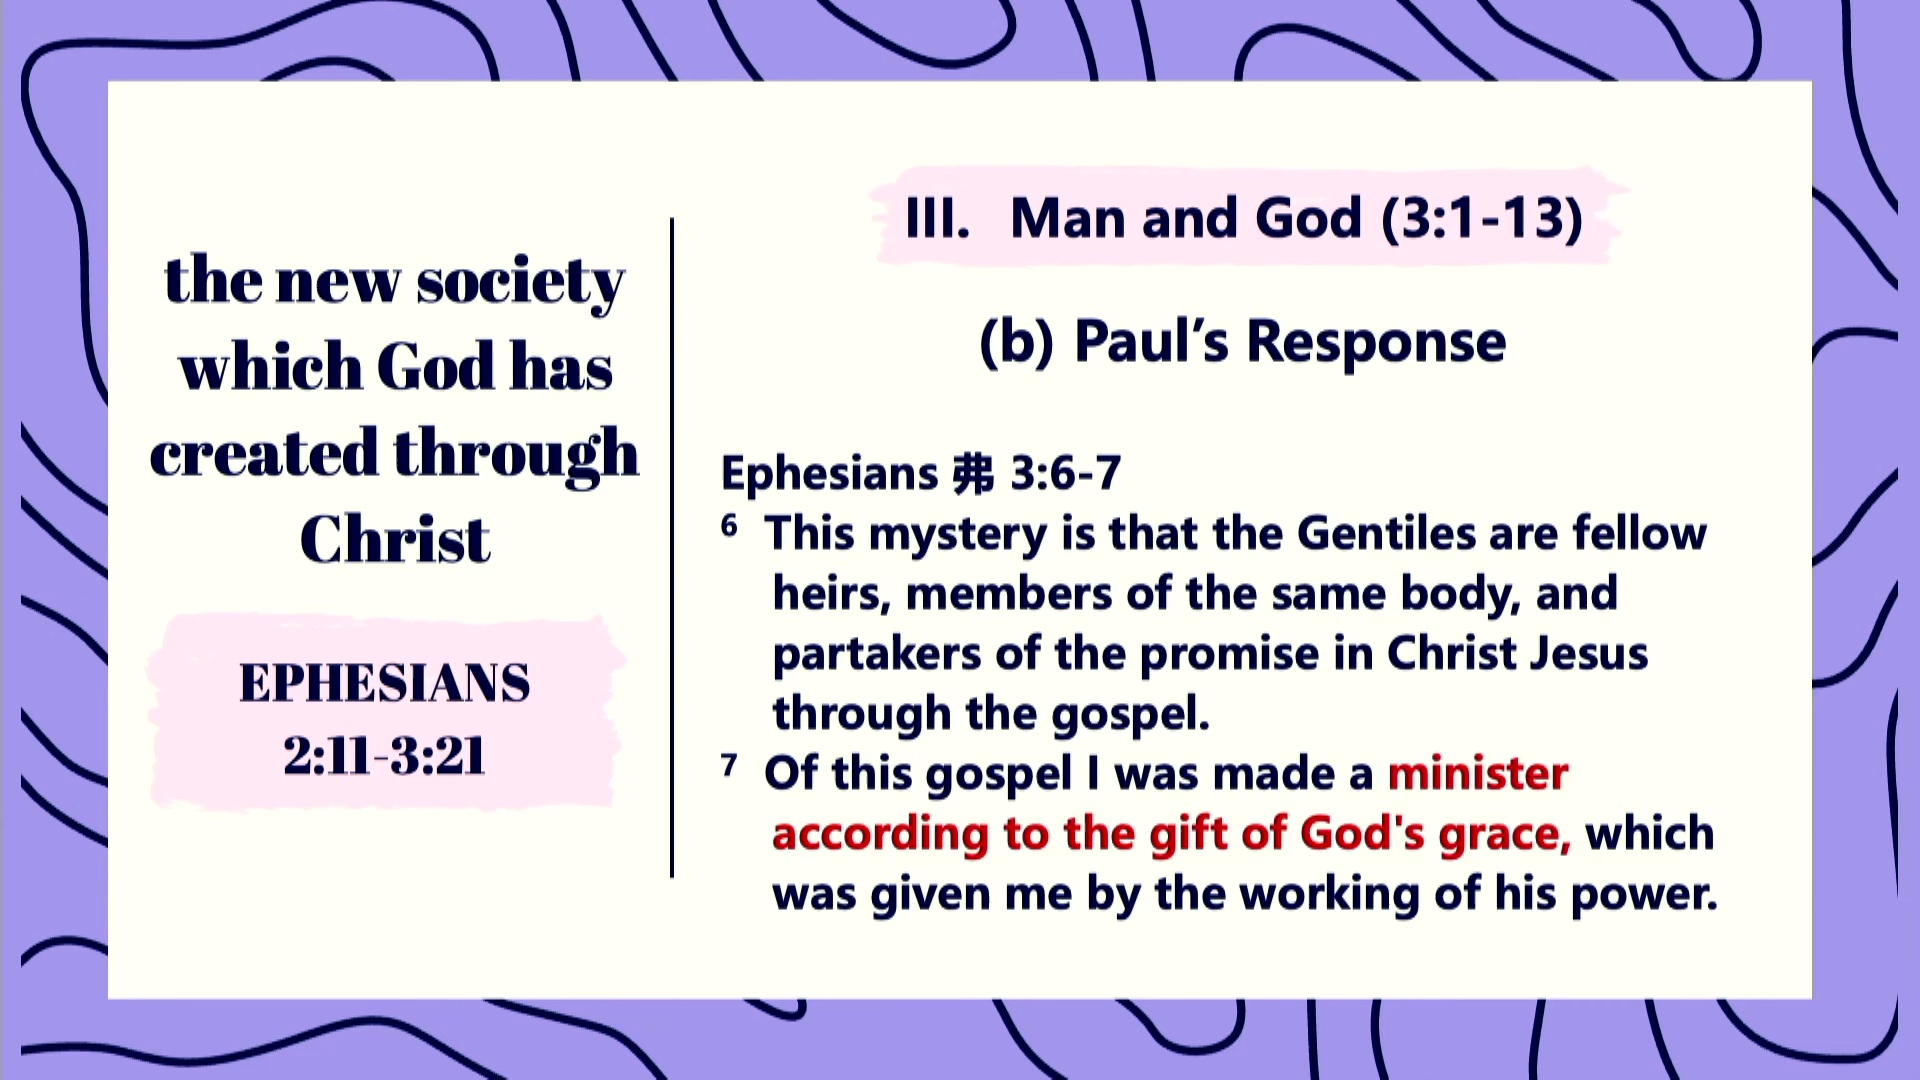 the new society
which God has
created through
Christ
EPHESIANS
2:11-3:21
III. Man and God (3:1-13)
(b) Paul’s Response
Ephesians 弗 3:6-7
6 This mystery is that the Gentiles are fellow
heirs, members of the same body, and
partakers of the promise in Christ Jesus
through the gospel.
7 Of this gospel I was made a minister
according to the gift of God's grace, which
was given me by the working of his power.